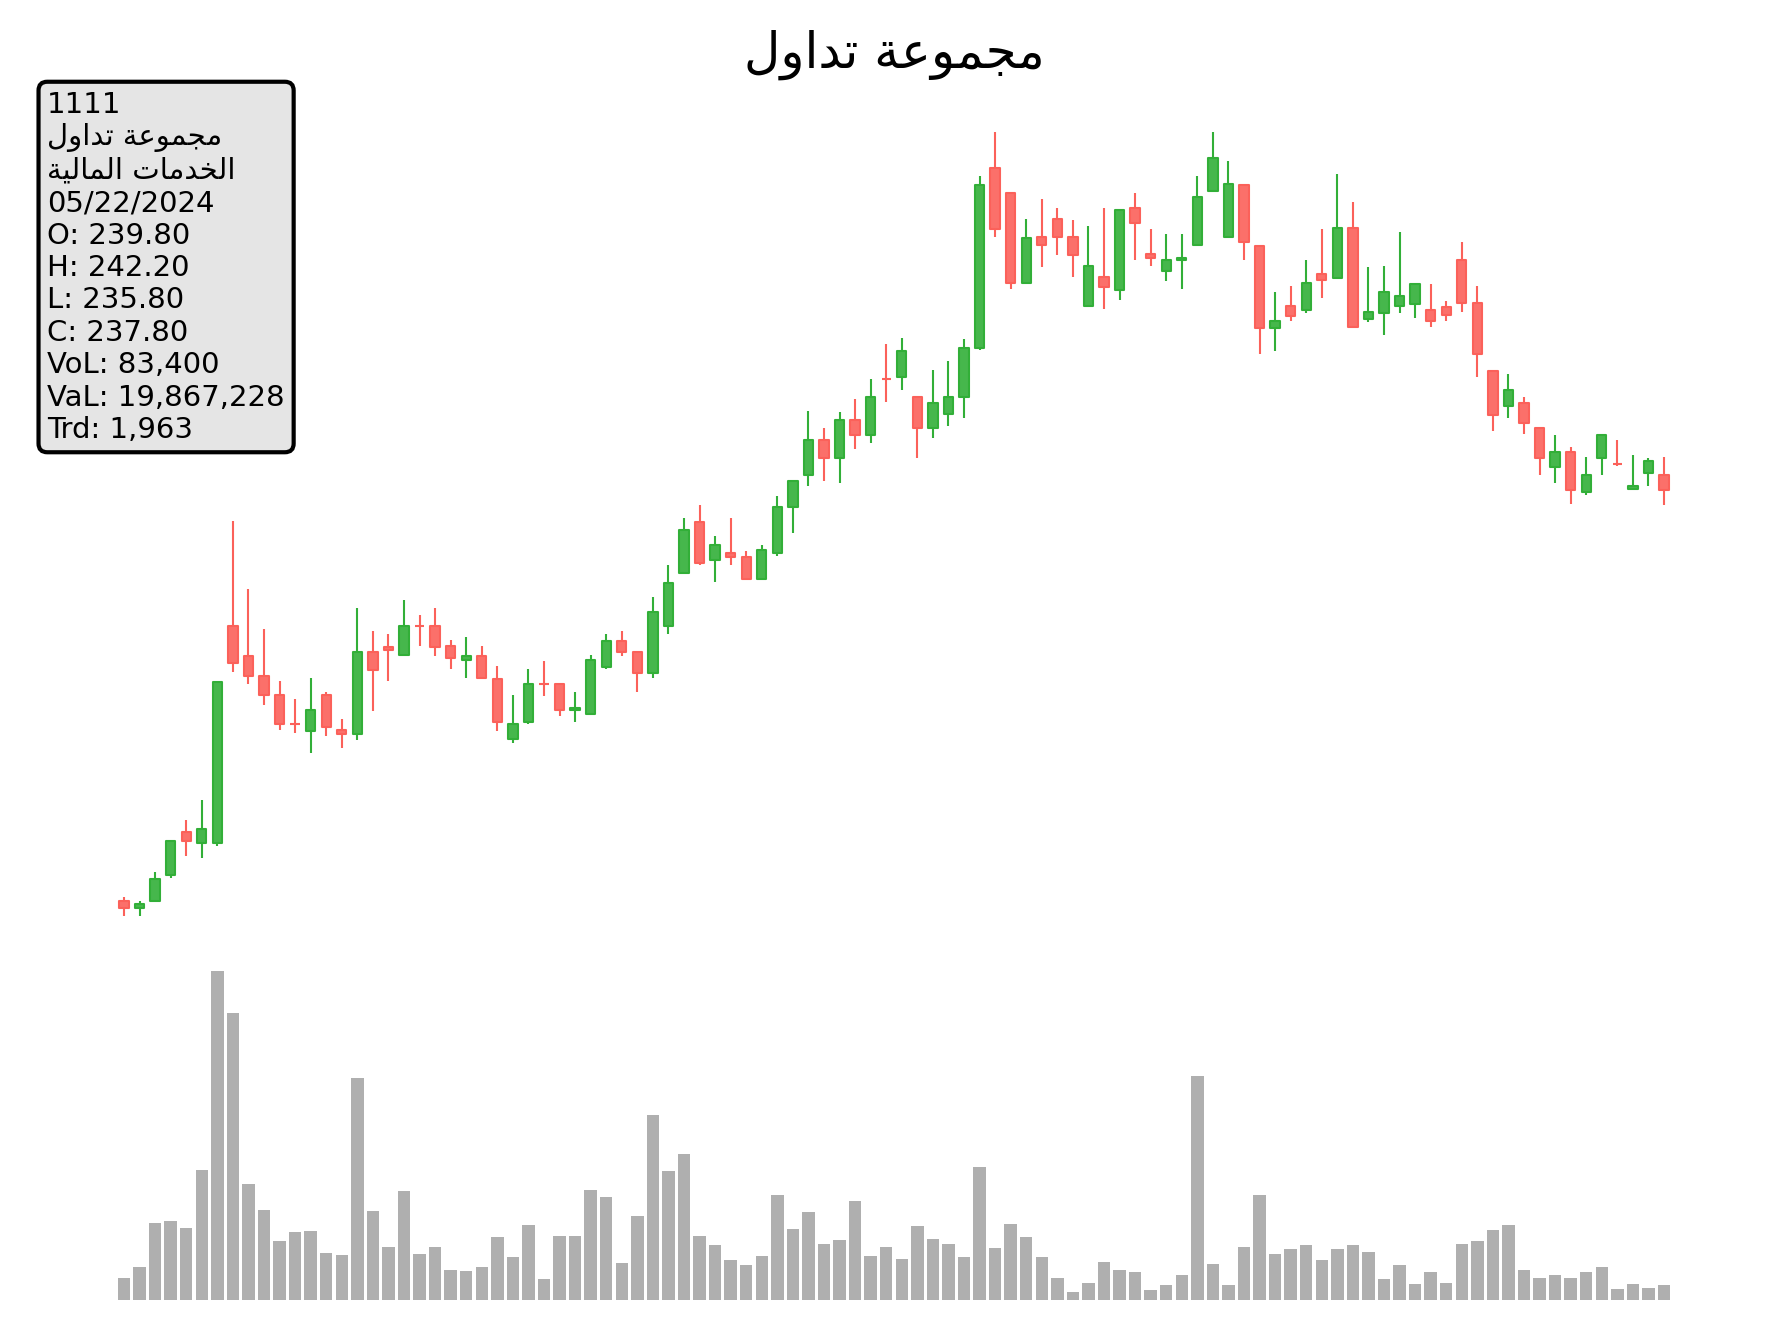 مجموعة تداول
1111
مجموعة تداول
الخدمات المالية
05/22/2024
O: 239.80
H: 242.20
L: 235.80
C: 237.80
VoL: 83,400
VaL: 19,867,228
Trd: 1,963